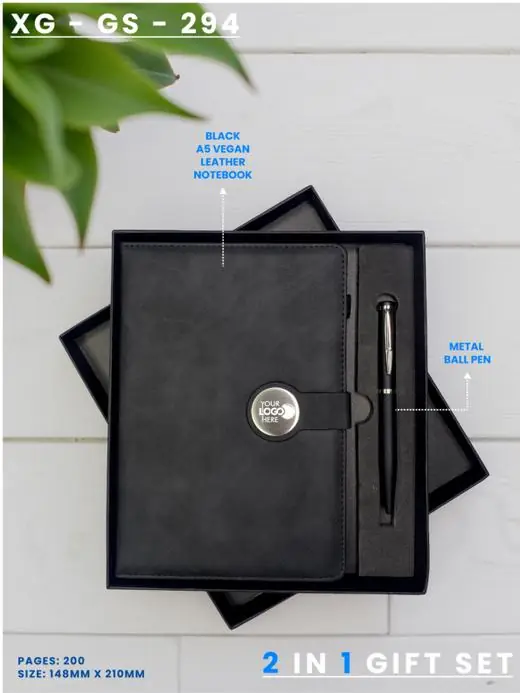 XG - GS - 294
BLACK
A5 VEGAN
LEATHER
NOTEBOOK
METAL
BALL PEN
YOUR
LOGO
HERE
PAGES: 200
SIZE: 148MM X 210MM
2 IN 1 GIFT SET